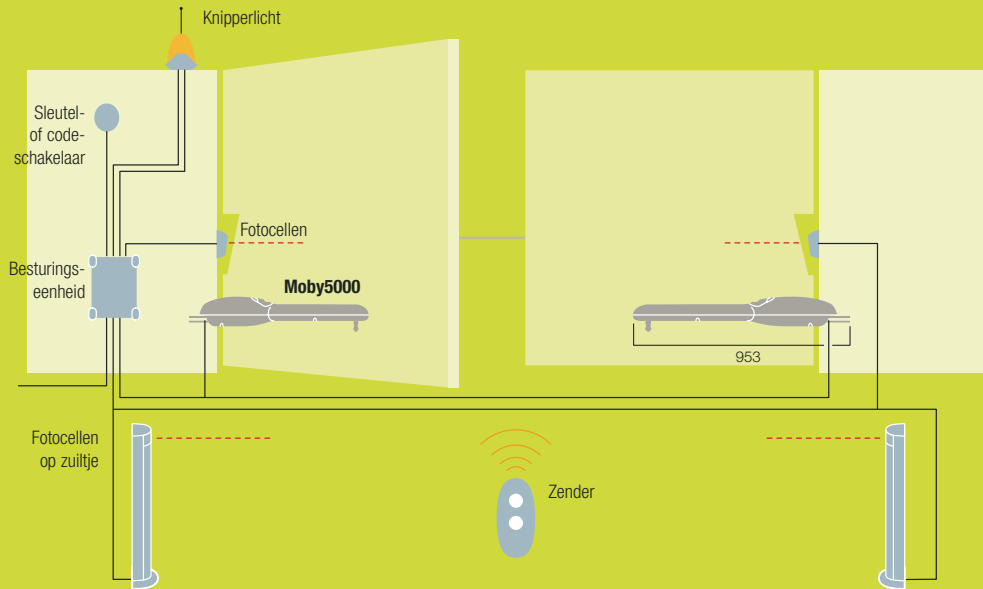 Knipperlicht
Sleutel-
of code-
schakelaar
Fotocellen
Besturings-
eenheid
Moby5000
953
Fotocellen
op zuiltje
Zender